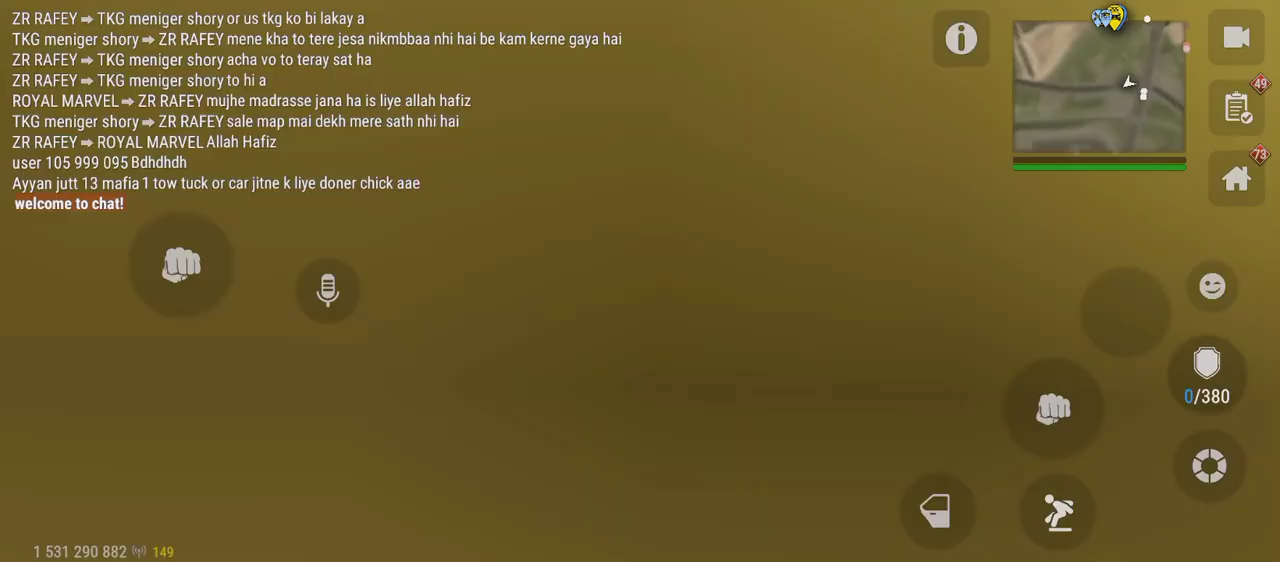 ZR RAFEY ➡ TKG meniger shory or us tkg ko bi lakay a
TKG meniger shory ➡ ZR RAFEY mene kha to tere jesa nikmbbaa nhi hai be kam kerne gaya hai
ZR RAFEY ➡ TKG meniger shory acha vo to teray sat ha
ZR RAFEY ➡ TKG meniger shory to hi a
ROYAL MARVEL ➡ ZR RAFEY mujhe madrasse jana ha is liye allah hafiz
TKG meniger shory ➡ ZR RAFEY sale map mai dekh mere sath nhi hai
ZR RAFEY ➡ ROYAL MARVEL Allah Hafiz
user 105 999 095 Bdhdhdh
Ayyan jutt 13 mafia 1 tow tuck or car jitne k liye doner chick aae
welcome to chat!
49
73
0/380
1 531 290 882 149